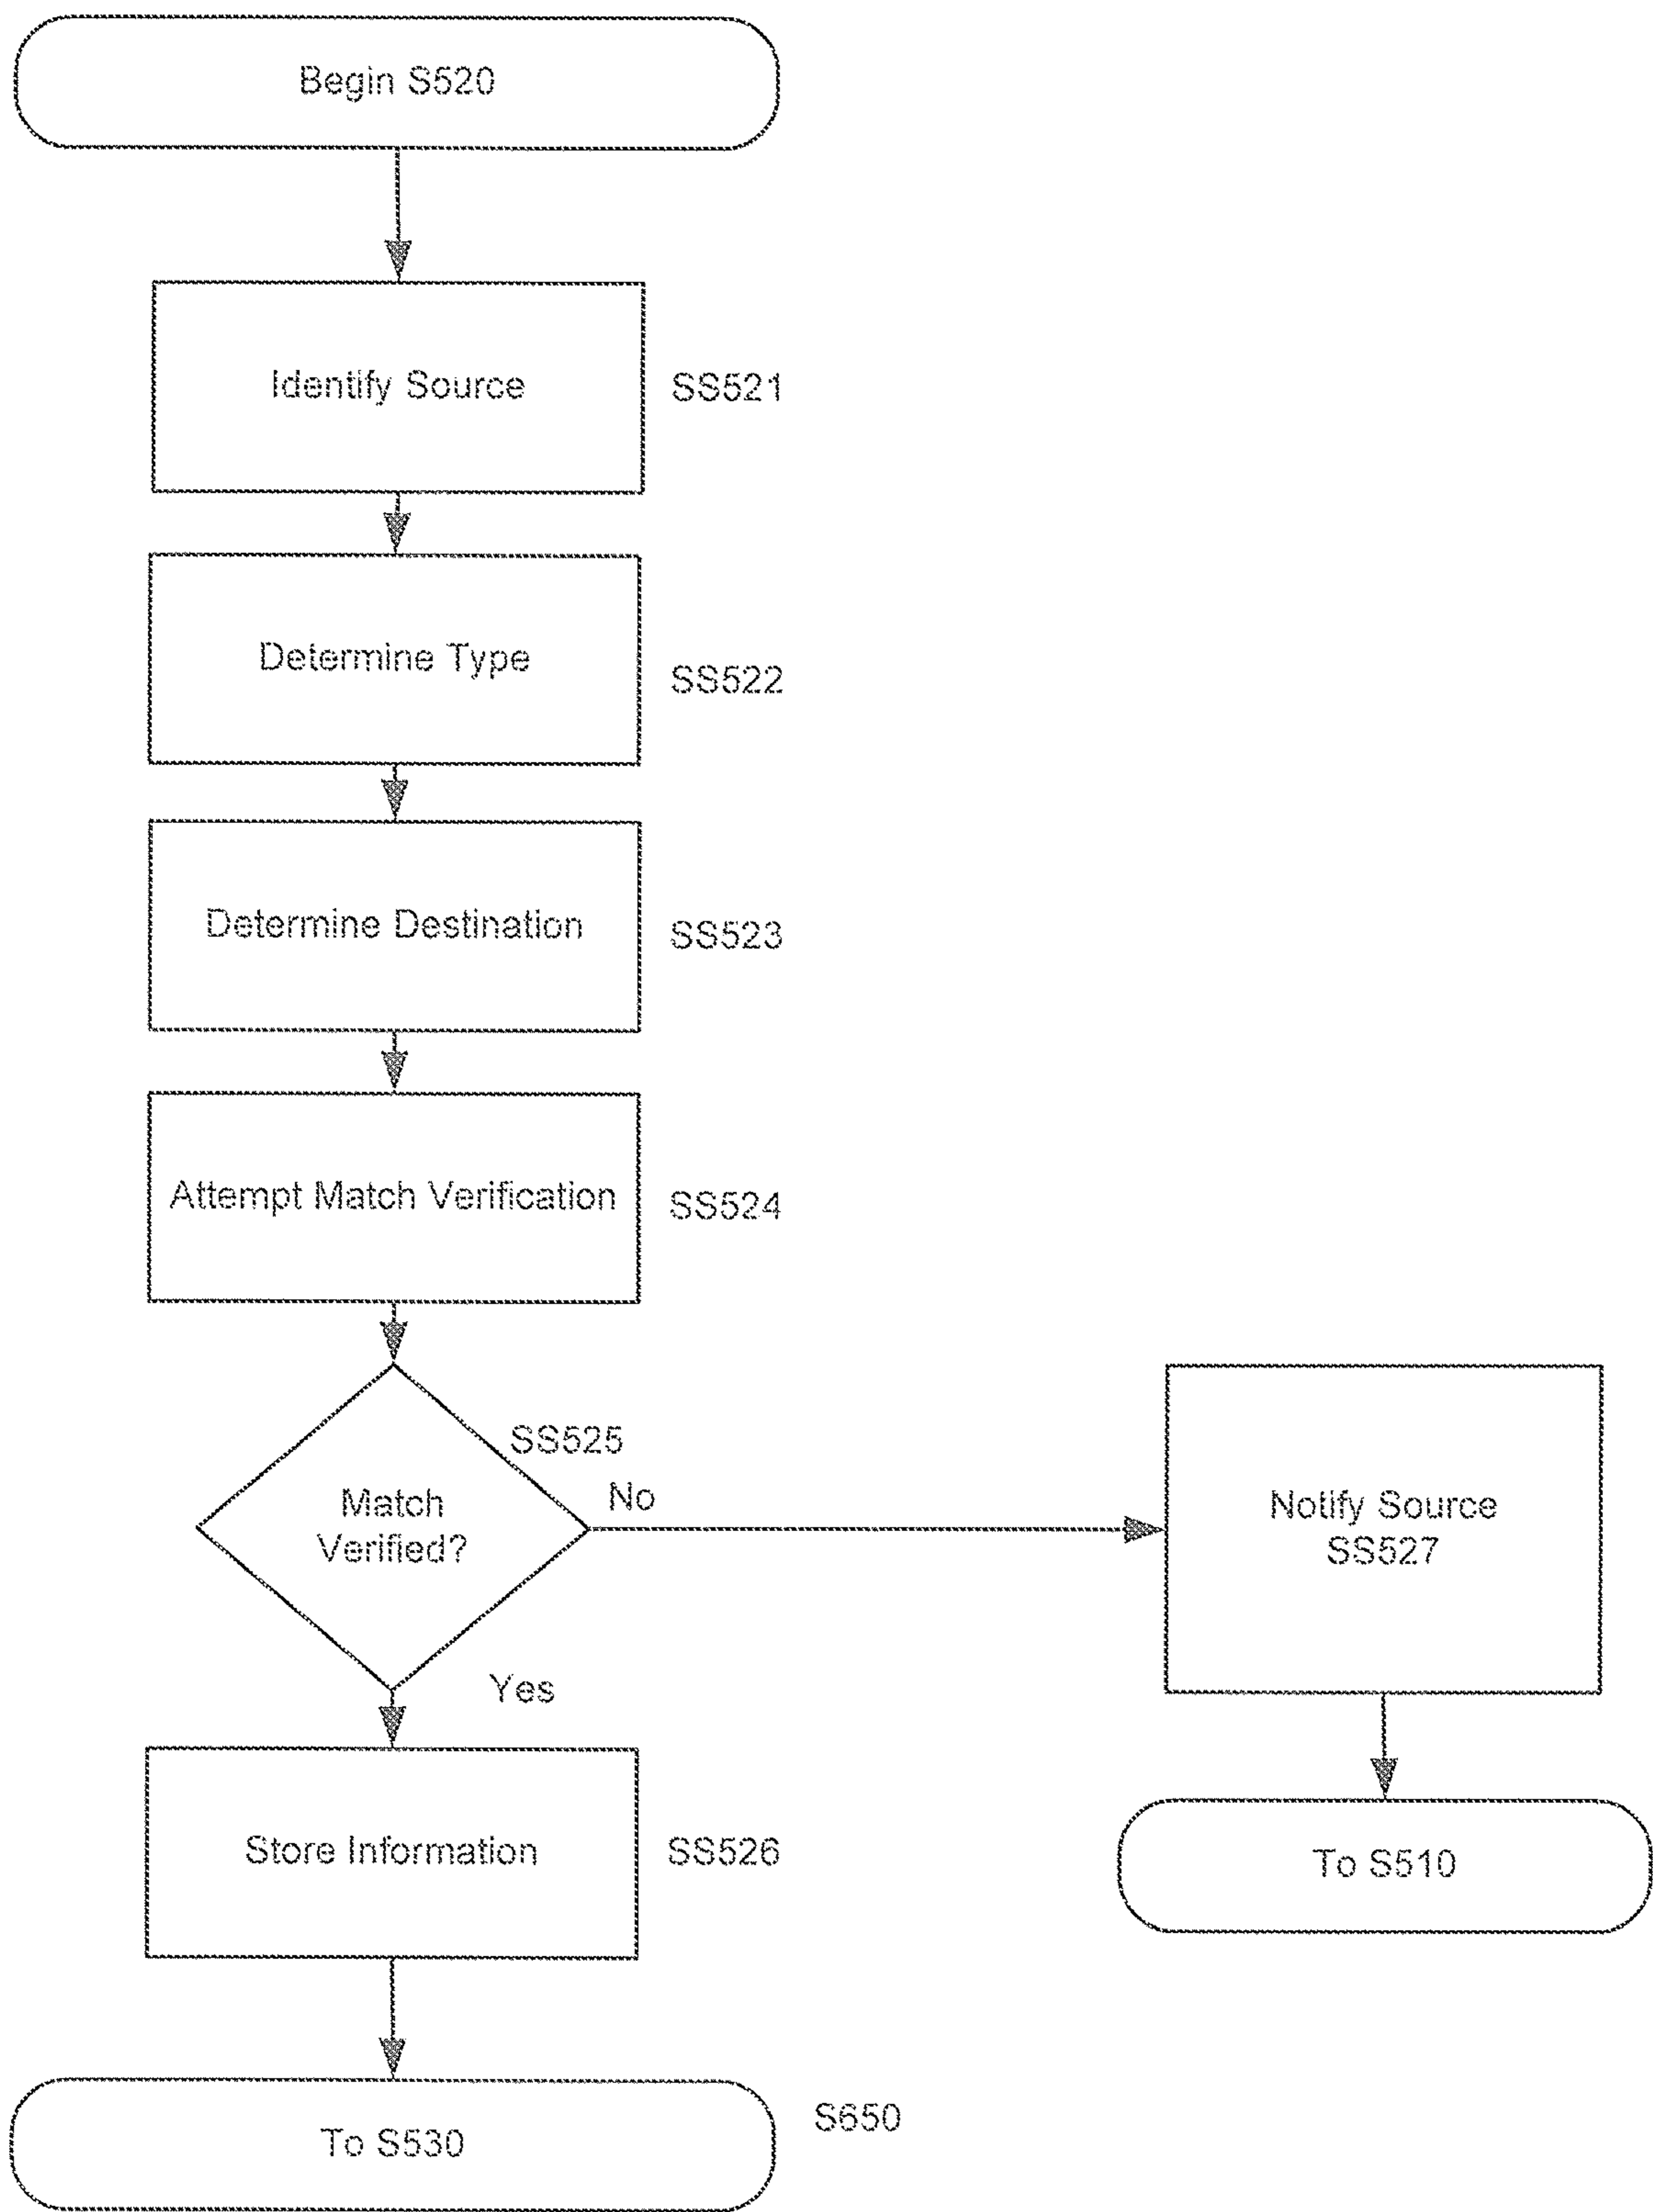 Begin S520
Identify Source
SS521
Determine Type
SS522
Determine Destination
SS523
Attempt Match Verification
SS524
SS525
Match
Verified?
No
Notify Source
SS527
Yes
Store Information
SS526
To S510
To S530
S650